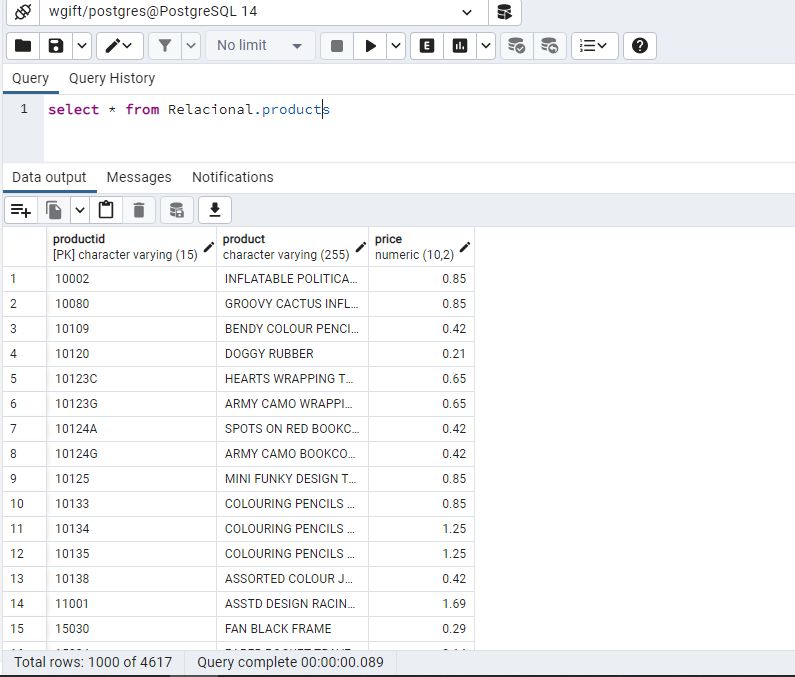 wgift/postgres@PostgreSQL 14
No limit
E
Query Query History
1 select * from Relacional.products
Data output Messages Notifications
productid product price
[PK] character varying (15) character varying (255) numeric (10,2)
1 10002 INFLATABLE POLITICA... 0.85
2 10080 GROOVY CACTUS INFL... 0.85
3 10109 BENDY COLOUR PENCI... 0.42
4 10120 DOGGY RUBBER 0.21
5 10123C HEARTS WRAPPING T... 0.65
6 10123G ARMY CAMO WRAPPI... 0.65
7 10124A SPOTS ON RED BOOKC... 0.42
8 10124G ARMY CAMO BOOKCO... 0.42
9 10125 MINI FUNKY DESIGN T... 0.85
10 10133 COLOURING PENCILS ... 0.85
11 10134 COLOURING PENCILS ... 1.25
12 10135 COLOURING PENCILS ... 1.25
13 10138 ASSORTED COLOUR J... 0.42
14 11001 ASSTD DESIGN RACIN... 1.69
15 15030 FAN BLACK FRAME 0.29
Total rows: 1000 of 4617 Query complete 00:00:00.089